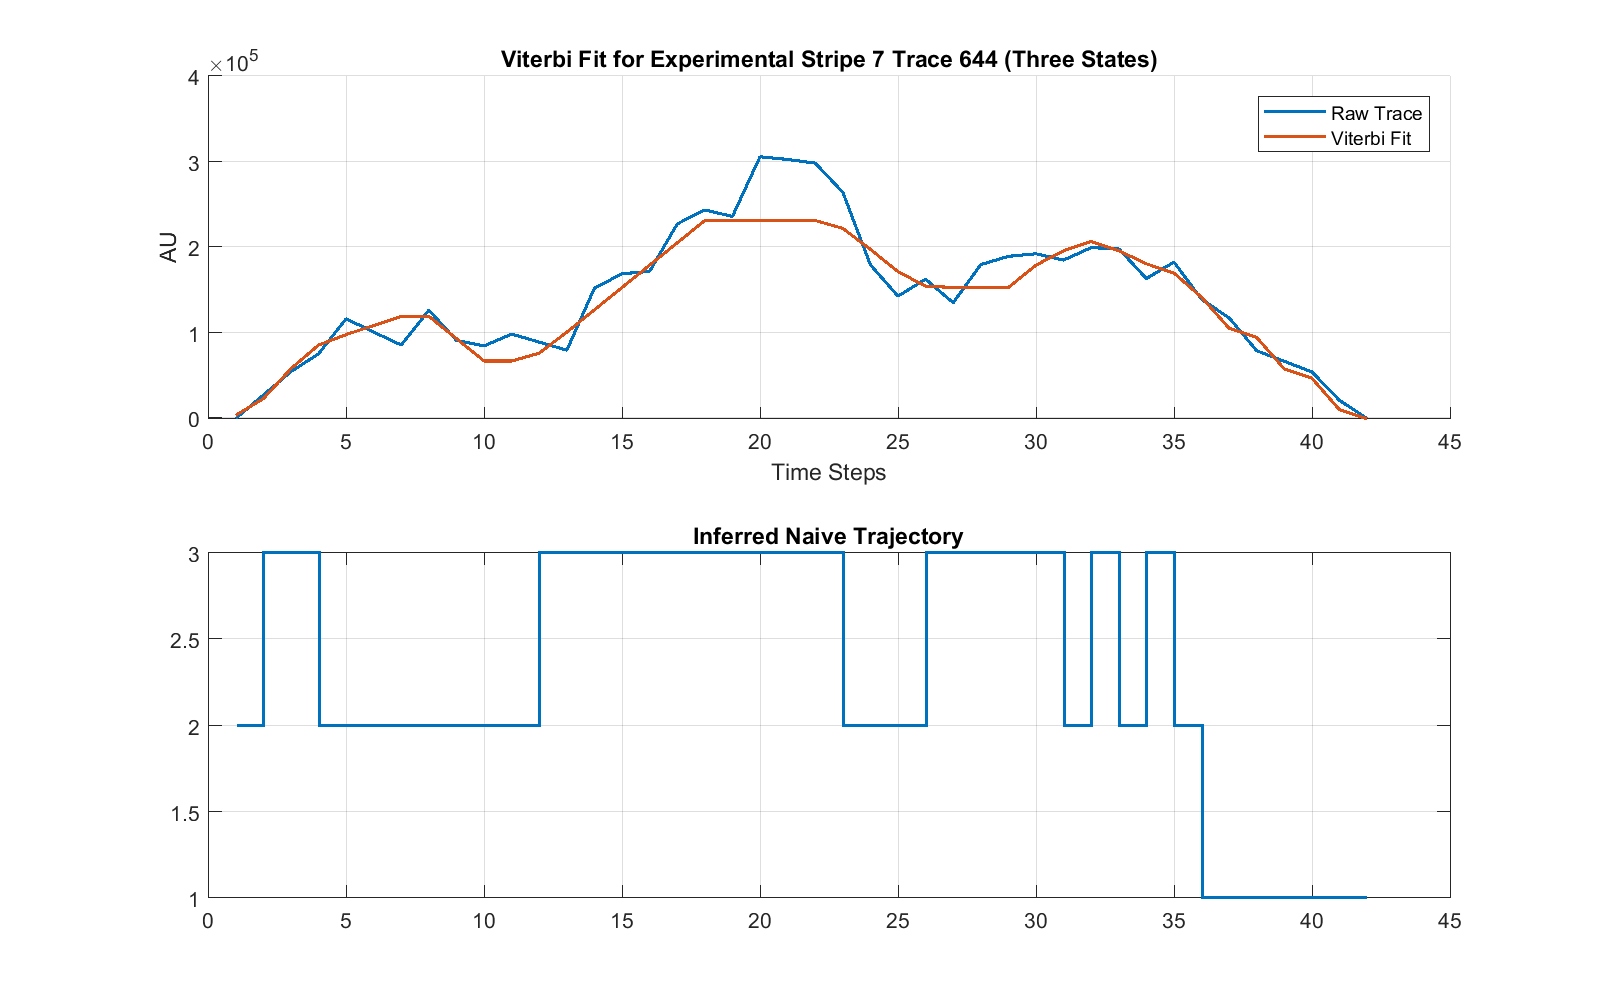 Viterbi Fit for Experimental Stripe 7 Trace 644 (Three States)
×10^5
4
3
2
1
0
AU
Raw Trace
Viterbi Fit
0 5 10 15 20 25 30 35 40 45
Time Steps
Inferred Naive Trajectory
3
2.5
2
1.5
1
0 5 10 15 20 25 30 35 40 45